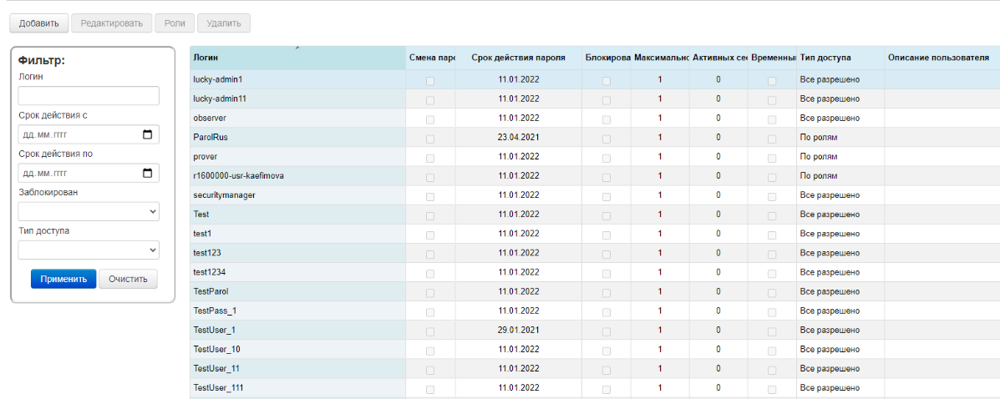 Добавить Редактировать Роли Удалить
Фильтр:
Логин
Срок действия с
дд.мм.гггг
Срок действия по
дд.мм.гггг
Заблокирован
Тип доступа
Применить Очистить
Логин Смена паро Срок действия пароля Блокирова Максимально Активных сес Временный Тип доступа Описание пользователя
lucky-admin1 11.01.2022 1 0 Все разрешено
lucky-admin11 11.01.2022 1 0 Все разрешено
observer 11.01.2022 1 0 Все разрешено
ParolRus 23.04.2021 1 0 По ролям
prover 11.01.2022 1 0 По ролям
r1600000-usr-kaefimova 11.01.2022 1 0 По ролям
securitymanager 11.01.2022 1 0 Все разрешено
Test 11.01.2022 1 0 Все разрешено
test1 11.01.2022 1 0 Все разрешено
test123 11.01.2022 1 0 Все разрешено
test1234 11.01.2022 1 0 Все разрешено
TestParol 11.01.2022 1 0 Все разрешено
TestPass_1 11.01.2022 1 0 Все разрешено
TestUser_1 29.01.2021 1 0 Все разрешено
TestUser_10 11.01.2022 1 0 Все разрешено
TestUser_11 11.01.2022 1 0 Все разрешено
TestUser_111 11.01.2022 1 0 Все разрешено